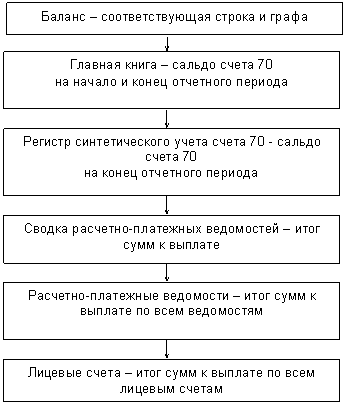 Баланс – соответствующая строка и графа
Главная книга – сальдо счета 70
на начало и конец отчетного периода
Регистр синтетического учета счета 70 - сальдо
счета 70
на конец отчетного периода
Сводка расчетно-платежных ведомостей – итог
сумм к выплате
Расчетно-платежные ведомости – итог сумм к
выплате по всем ведомостям
Лицевые счета – итог сумм к выплате по всем
лицевым счетам